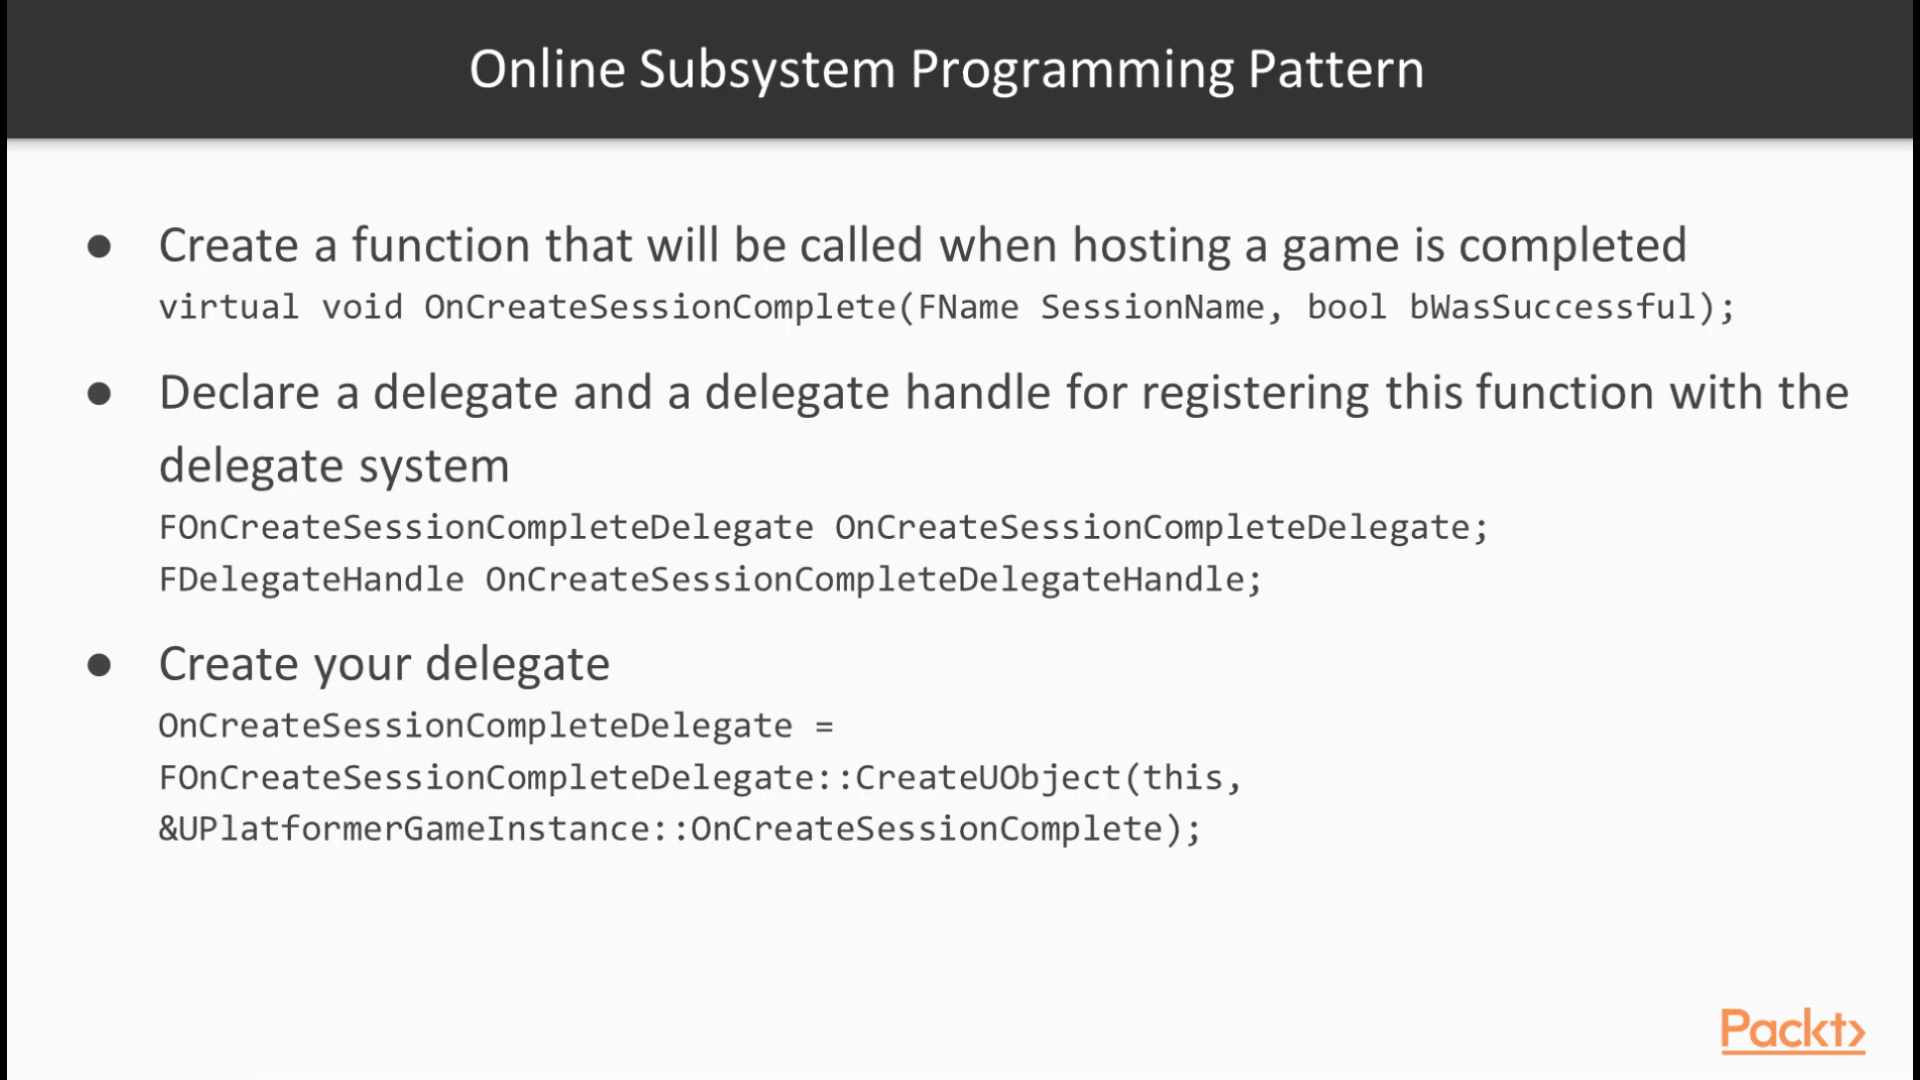 Online Subsystem Programming Pattern
● Create a function that will be called when hosting a game is completed
virtual void OnCreateSessionComplete(FName SessionName, bool bWasSuccessful);
● Declare a delegate and a delegate handle for registering this function with the
delegate system
FOnCreateSessionCompleteDelegate OnCreateSessionCompleteDelegate;
FDelegateHandle OnCreateSessionCompleteDelegateHandle;
● Create your delegate
OnCreateSessionCompleteDelegate =
FOnCreateSessionCompleteDelegate::CreateUObject(this,
&UPlatformerGameInstance::OnCreateSessionComplete);
Packt>